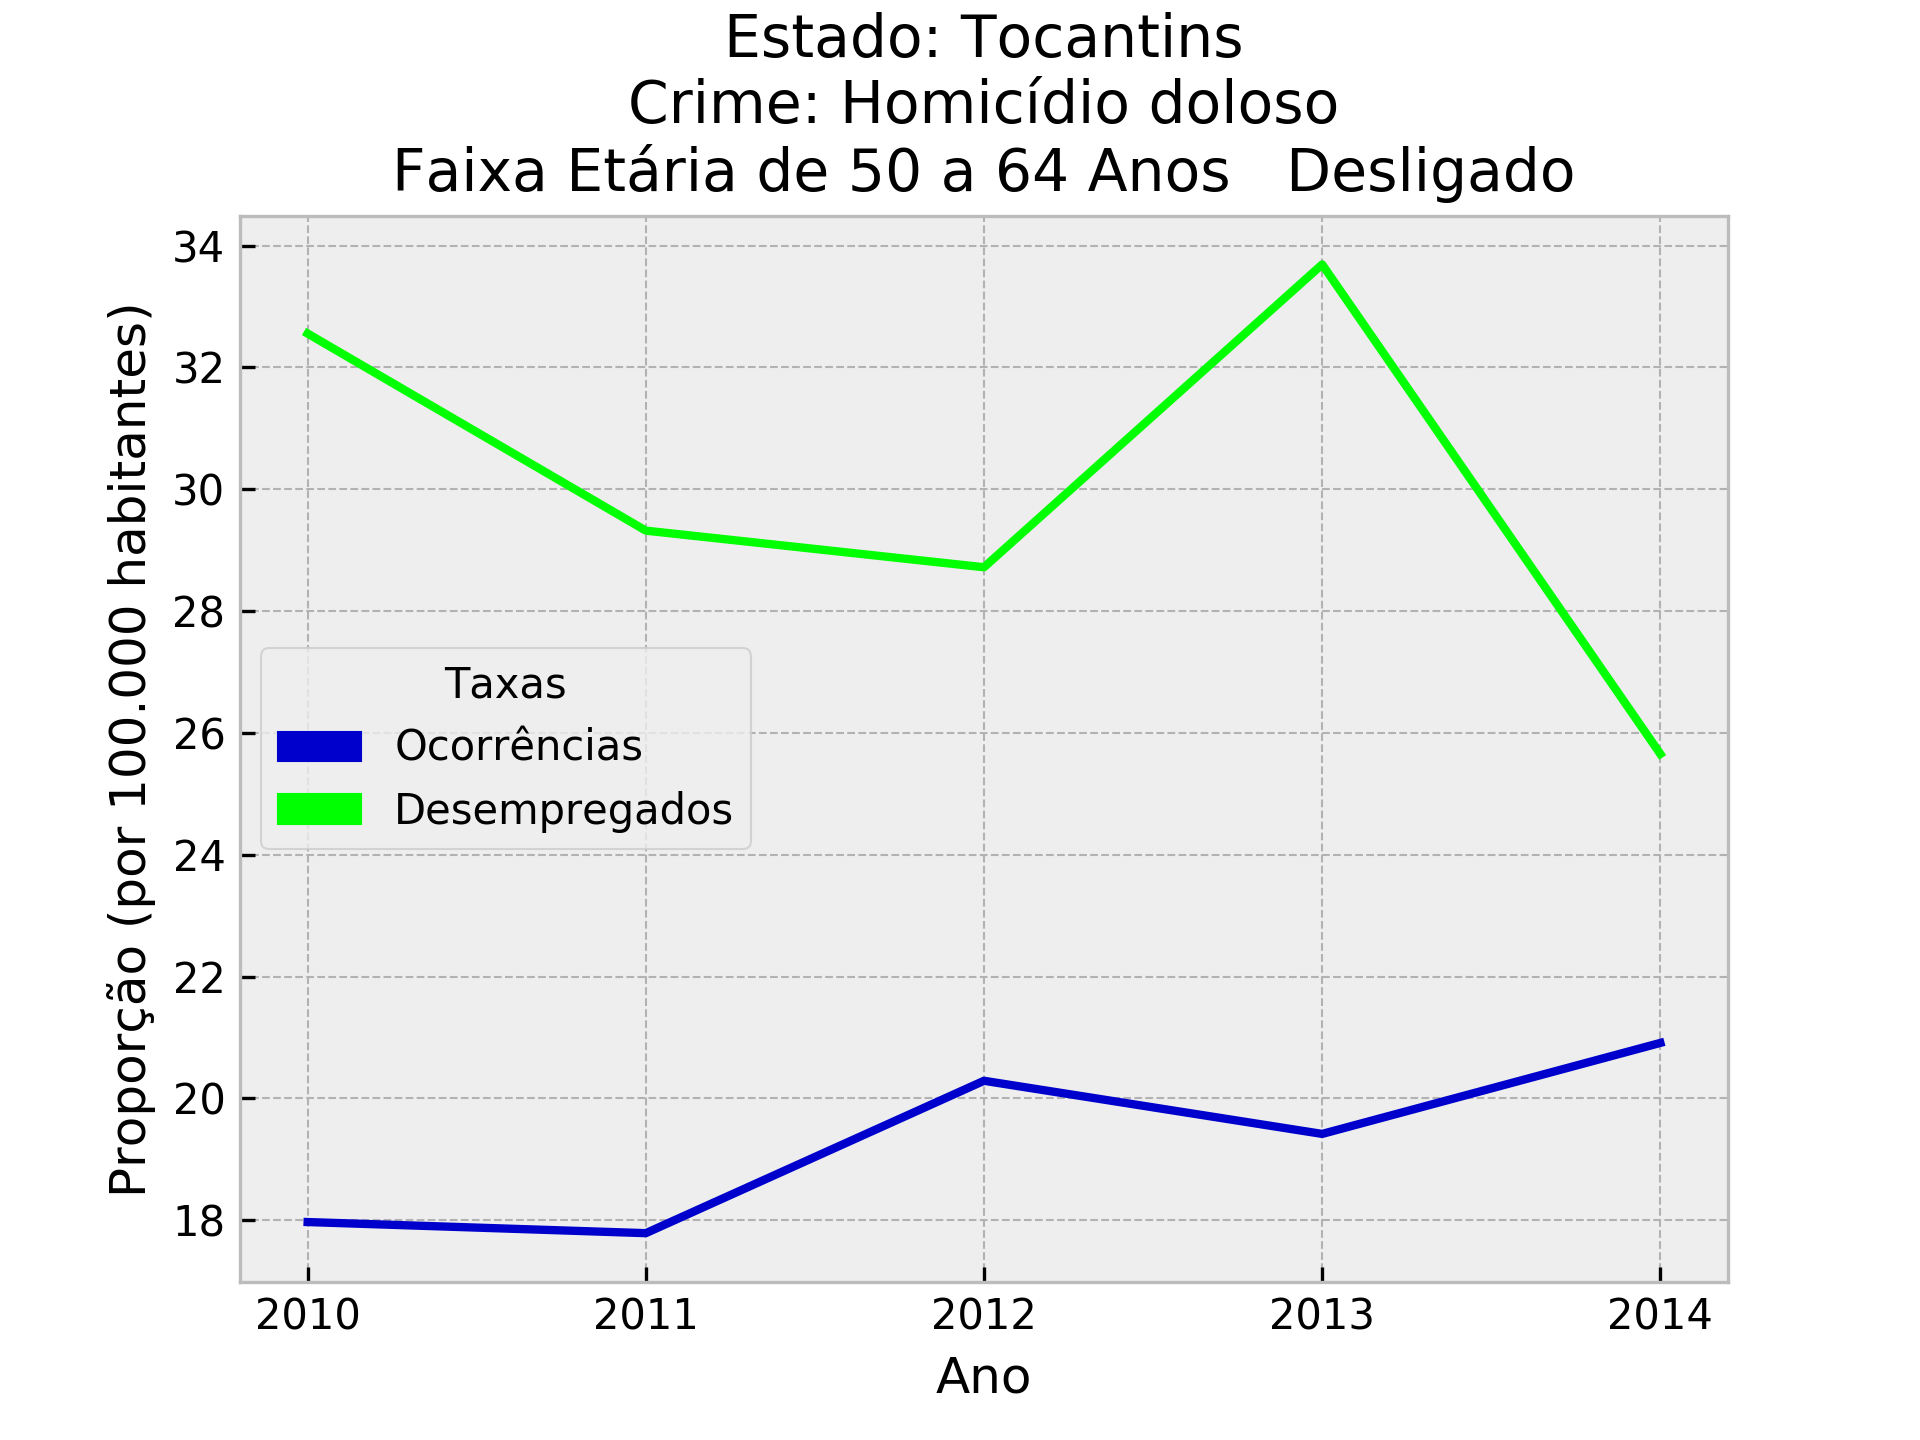 Estado: Tocantins
Crime: Homicídio doloso
Faixa Etária de 50 a 64 Anos   Desligado
Proporção (por 100.000 habitantes)
34
32
30
28
26
24
22
20
18
Taxas
Ocorrências
Desempregados
2010 2011 2012 2013 2014
Ano